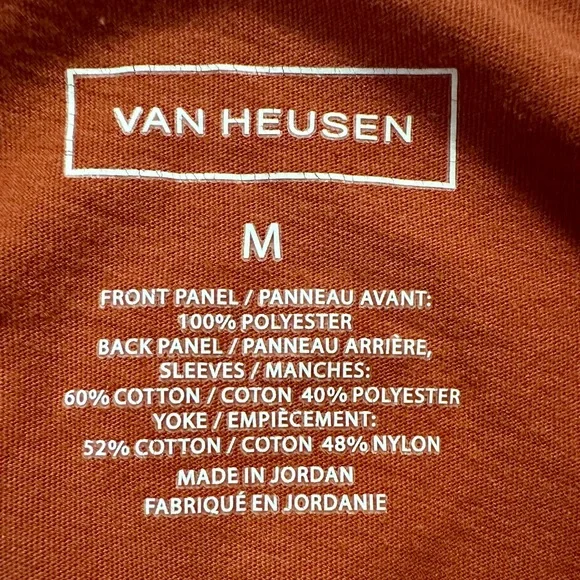 VAN HEUSEN
M
FRONT PANEL / PANNEAU AVANT:
100% POLYESTER
BACK PANEL / PANNEAU ARRIÈRE,
SLEEVES / MANCHES:
60% COTTON / COTON 40% POLYESTER
YOKE / EMPIÈCEMENT:
52% COTTON / COTON 48% NYLON
MADE IN JORDAN
FABRIQUÉ EN JORDANIE